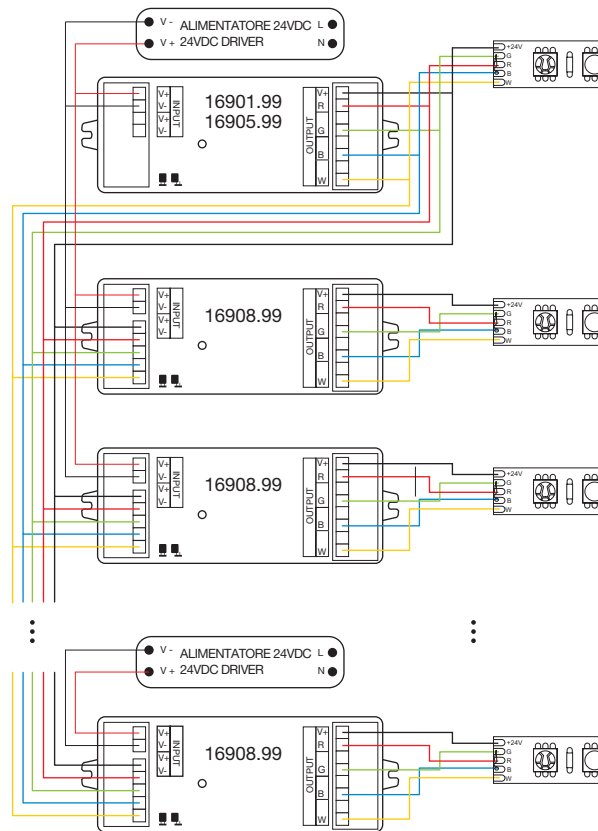 V - ALIMENTATORE 24VDC L
V + 24VDC DRIVER N
+24V
G
R
B
W
V+
V-
V+
V-
INPUT
16901.99
16905.99
OUTPUT
V+
R
G
B
W
V+
V-
V+
V-
INPUT
16908.99
OUTPUT
V+
R
G
B
W
+24V
G
R
B
W
V+
V-
V+
V-
INPUT
16908.99
OUTPUT
V+
R
G
B
W
+24V
G
R
B
W
V - ALIMENTATORE 24VDC L
V + 24VDC DRIVER N
V+
V-
V+
V-
INPUT
16908.99
OUTPUT
V+
R
G
B
W
+24V
G
R
B
W